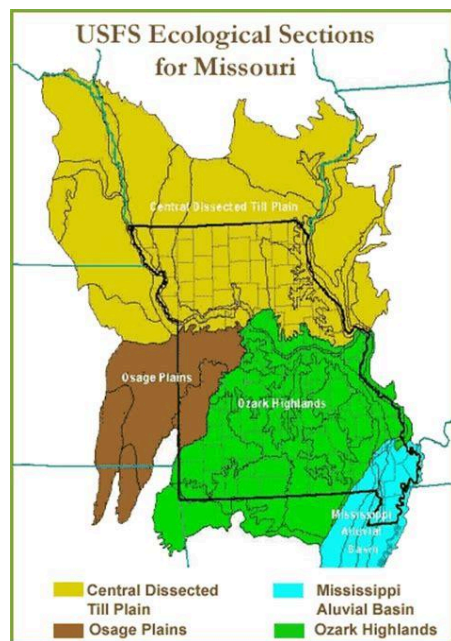 USFS Ecological Sections
for Missouri
Central Dissected Till Plain
Osage Plains
Ozark Highlands
Mississippi
Alluvial
Basin
Central Dissected
Till Plain
Mississippi
Aluvial Basin
Osage Plains
Ozark Highlands